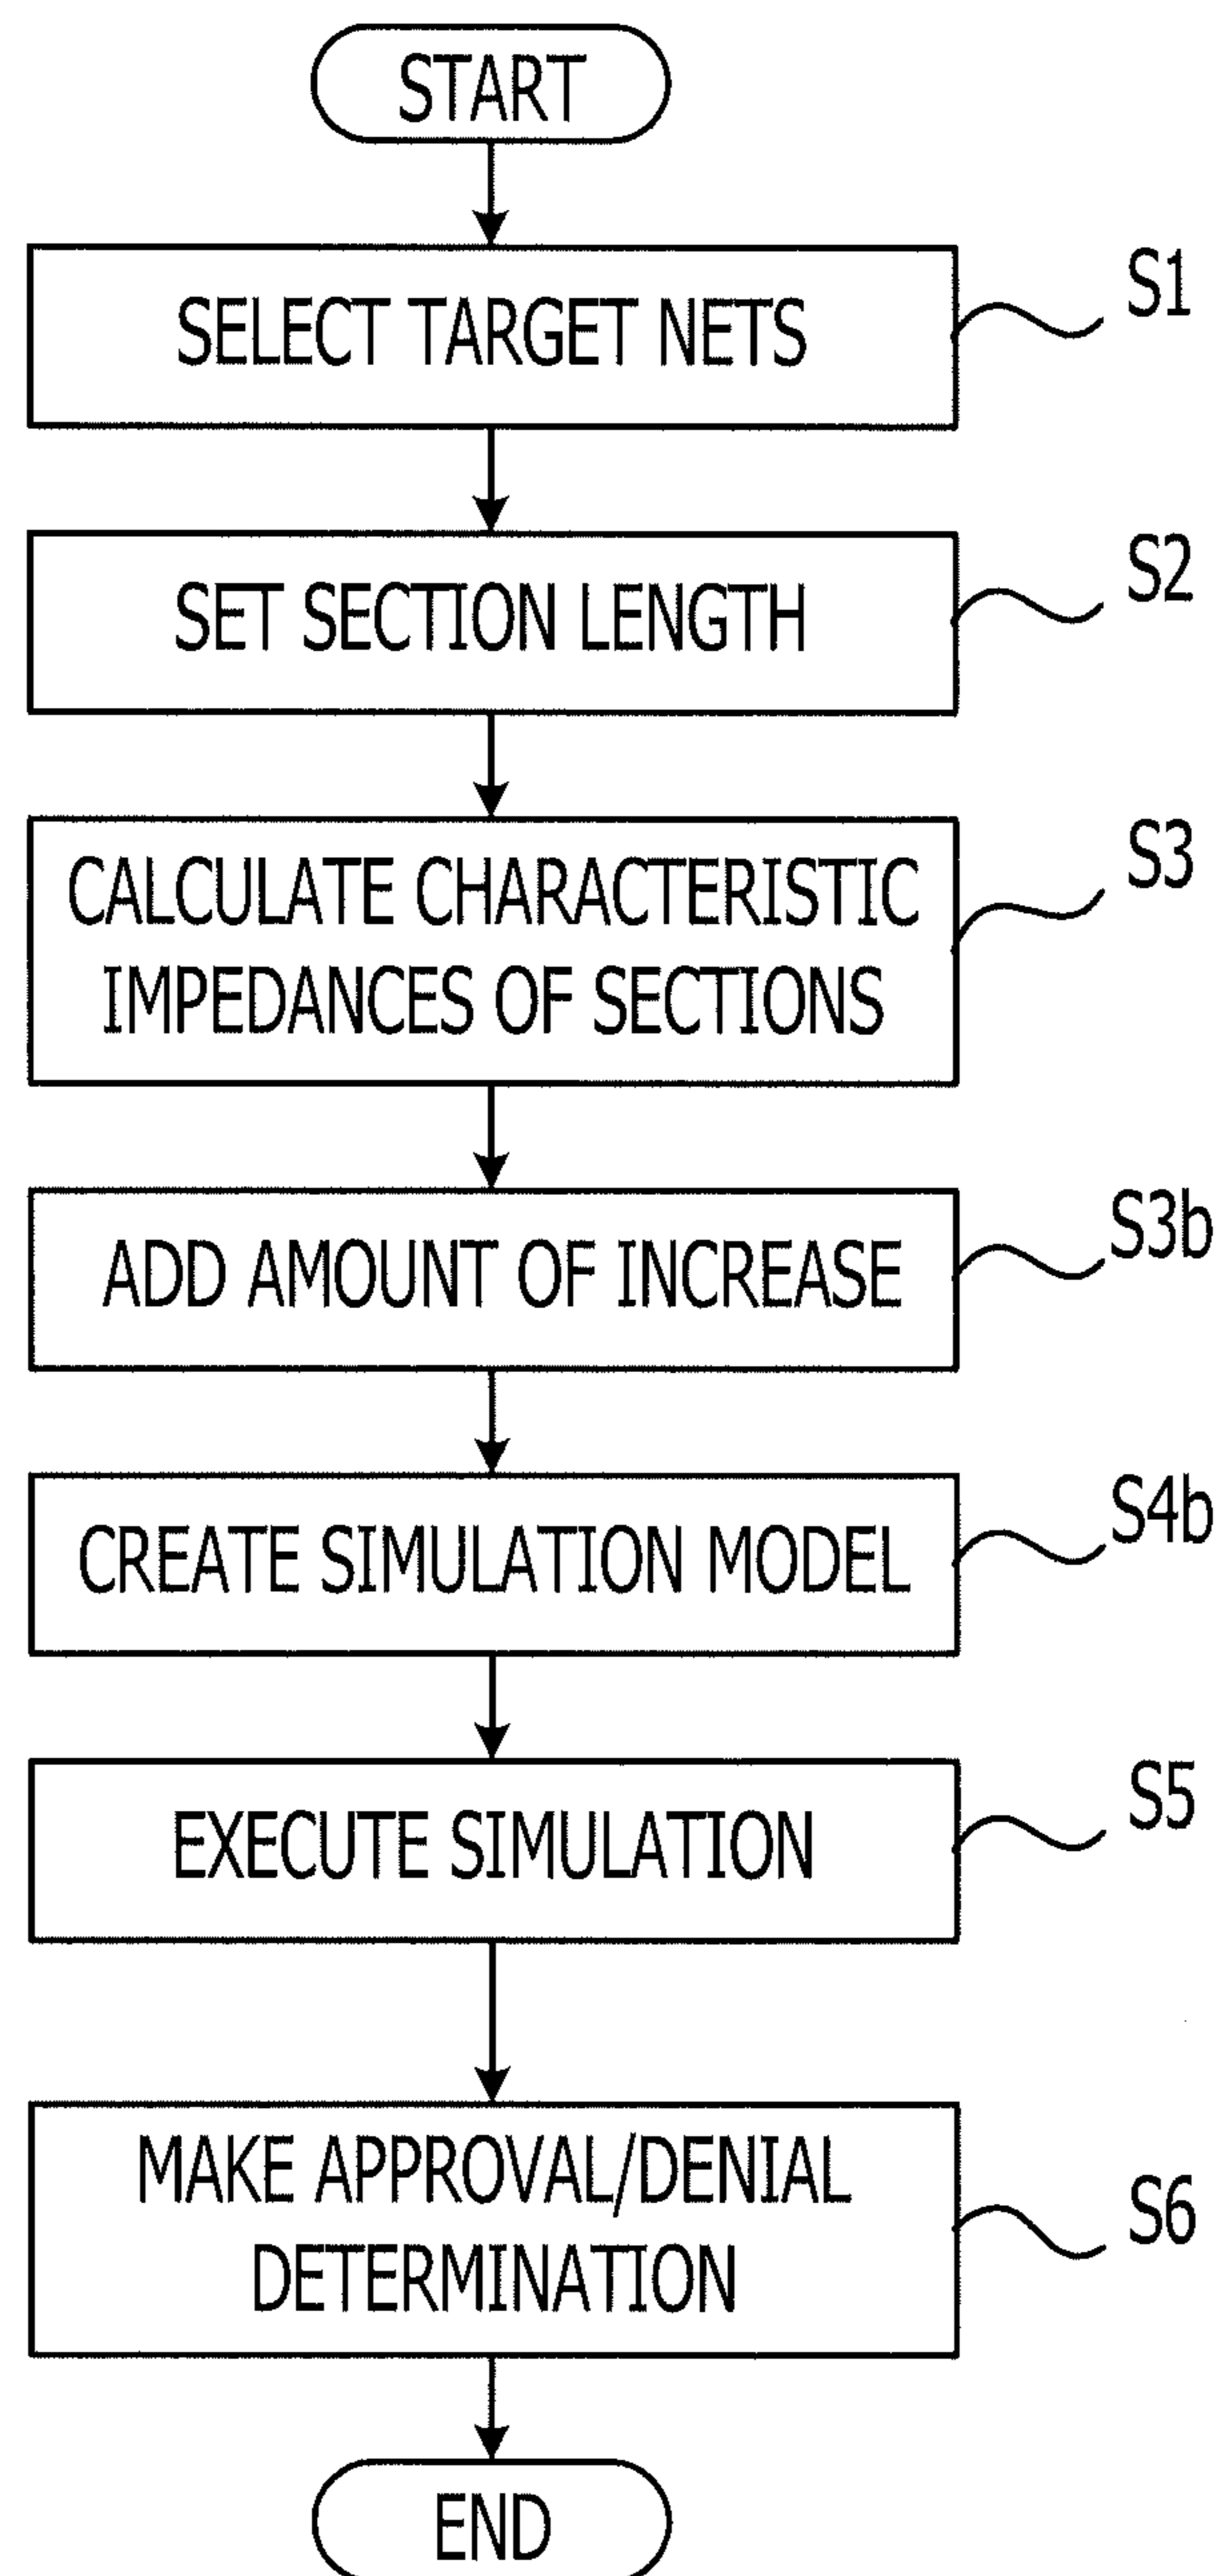 START
SELECT TARGET NETS
S1
SET SECTION LENGTH
S2
CALCULATE CHARACTERISTIC
IMPEDANCES OF SECTIONS
S3
ADD AMOUNT OF INCREASE
S3b
CREATE SIMULATION MODEL
S4b
EXECUTE SIMULATION
S5
MAKE APPROVAL/DENIAL
DETERMINATION
S6
END